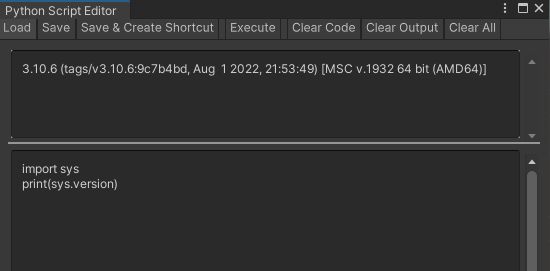 Python Script Editor
Load Save Save & Create Shortcut Execute Clear Code Clear Output Clear All
3.10.6 (tags/v3.10.6:9c7b4bd, Aug  1 2022, 21:53:49) [MSC v.1932 64 bit (AMD64)]
import sys
print(sys.version)